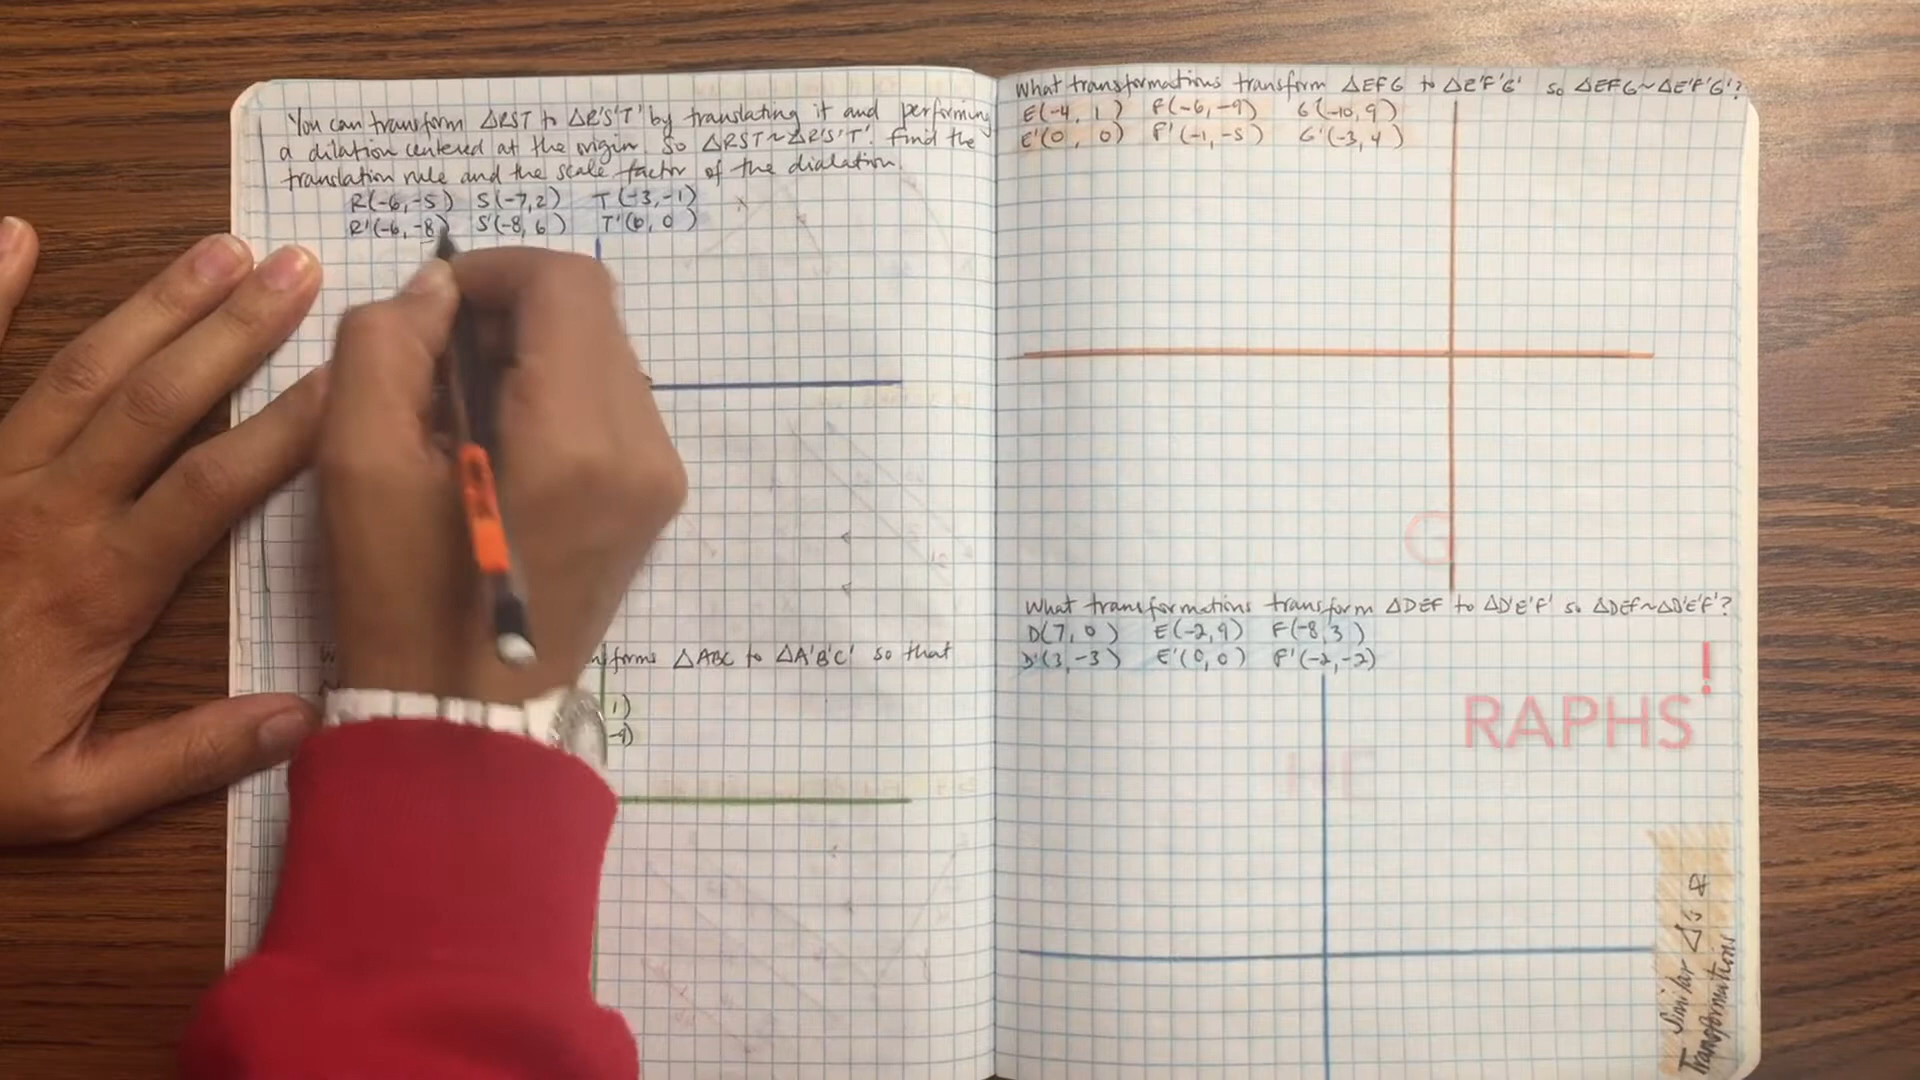 You can transform △RST to △R'S'T' by translating it and performing
a dilation centered at the origin. So △RST~△R'S'T'. Find the
translation rule and the scale factor of the dialation.
R(-6,-5) S(-7,2) T(-3,-1)
R'(-6,-8) S'(-8,6) T'(0,0)
forms △ABC to △A'B'C' so that
1)
-4)
What transformations transform △EFG to △E'F'G' so △EFG~△E'F'G'?
E(-4, 1) F(-6,-9) G(-10,9)
E'(0, 0) F'(-1,-5) G'(-3,4)
G
What transformations transform △DEF to △D'E'F' so △DEF~△D'E'F'?
D(7,0) E(-2,9) F(-8,3)
D'(3,-3) E'(0,0) F'(-2,-2)
RAPHS!
HE
Similar △s &
Transformations